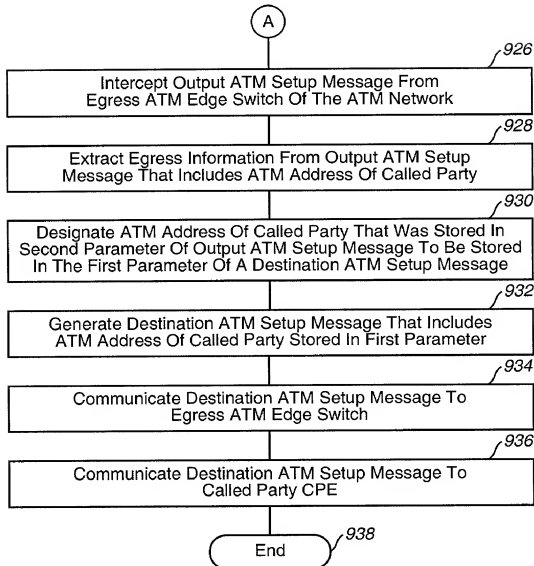 A
926
Intercept Output ATM Setup Message From
Egress ATM Edge Switch Of The ATM Network
928
Extract Egress Information From Output ATM Setup
Message That Includes ATM Address Of Called Party
930
Designate ATM Address Of Called Party That Was Stored In
Second Parameter Of Output ATM Setup Message To Be Stored
In The First Parameter Of A Destination ATM Setup Message
932
Generate Destination ATM Setup Message That Includes
ATM Address Of Called Party Stored In First Parameter
934
Communicate Destination ATM Setup Message To
Egress ATM Edge Switch
936
Communicate Destination ATM Setup Message To
Called Party CPE
938
End